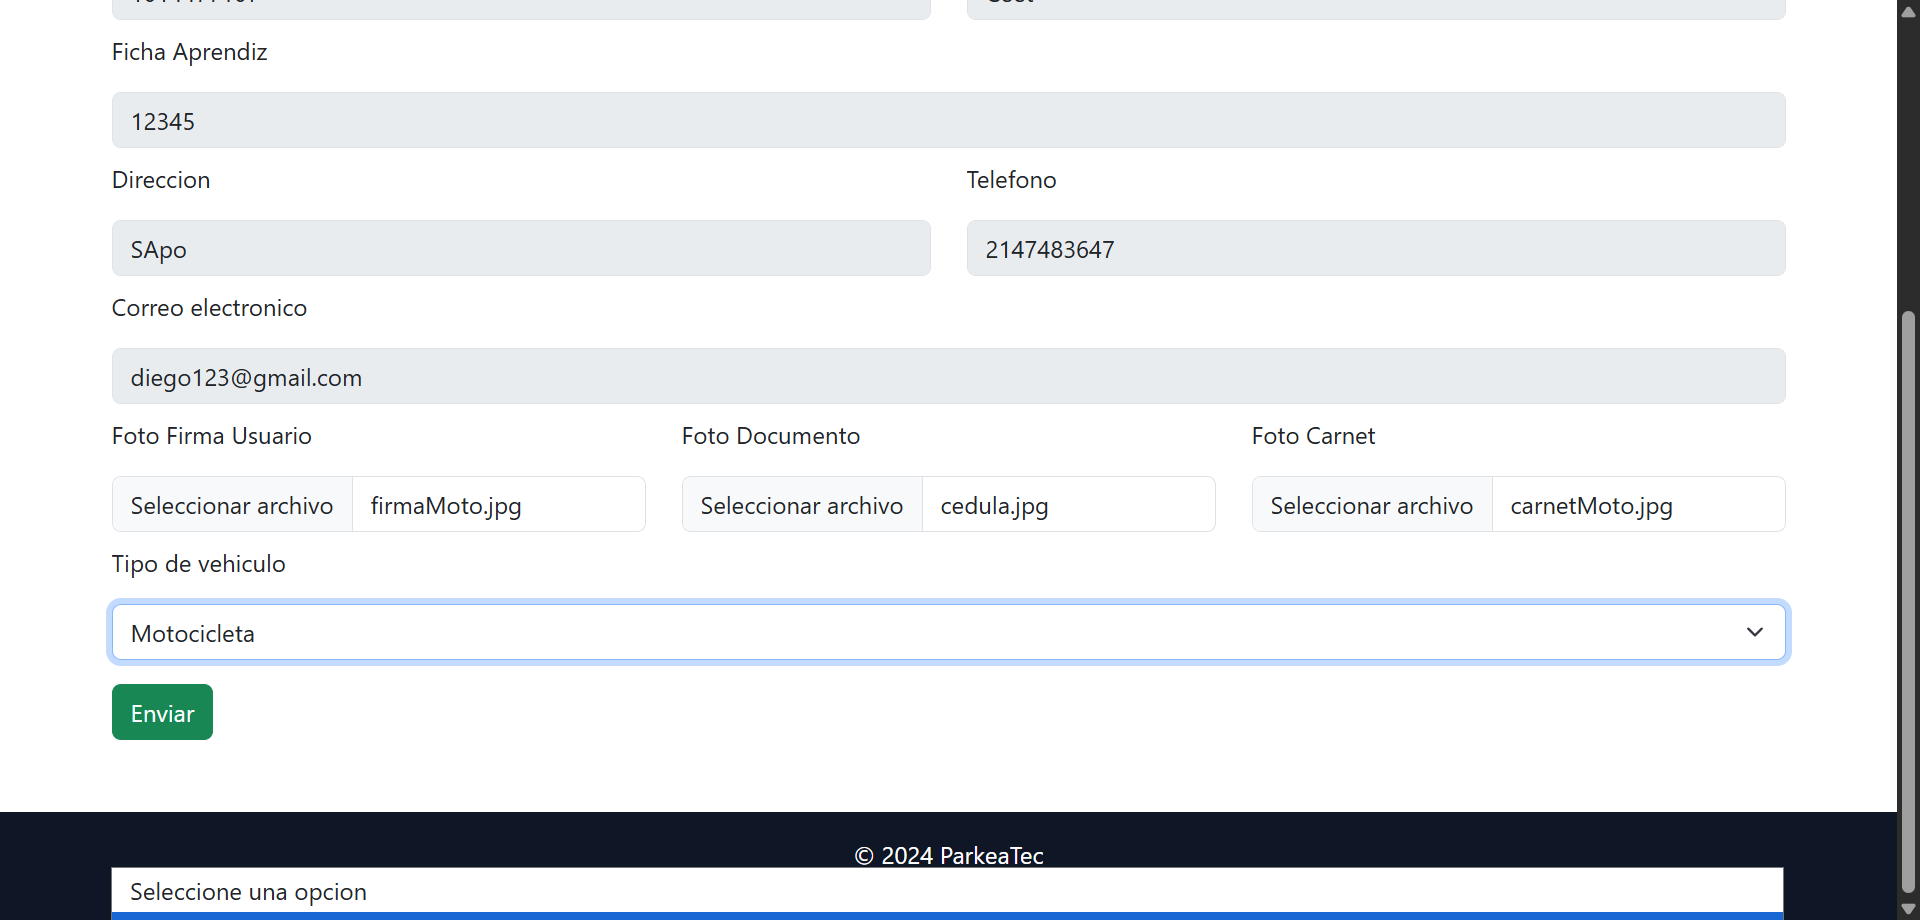 Ficha Aprendiz
12345
Direccion Telefono
SApo 2147483647
Correo electronico
diego123@gmail.com
Foto Firma Usuario Foto Documento Foto Carnet
Seleccionar archivo firmaMoto.jpg Seleccionar archivo cedula.jpg Seleccionar archivo carnetMoto.jpg
Tipo de vehiculo
Motocicleta
Enviar
© 2024 ParkeaTec
Seleccione una opcion